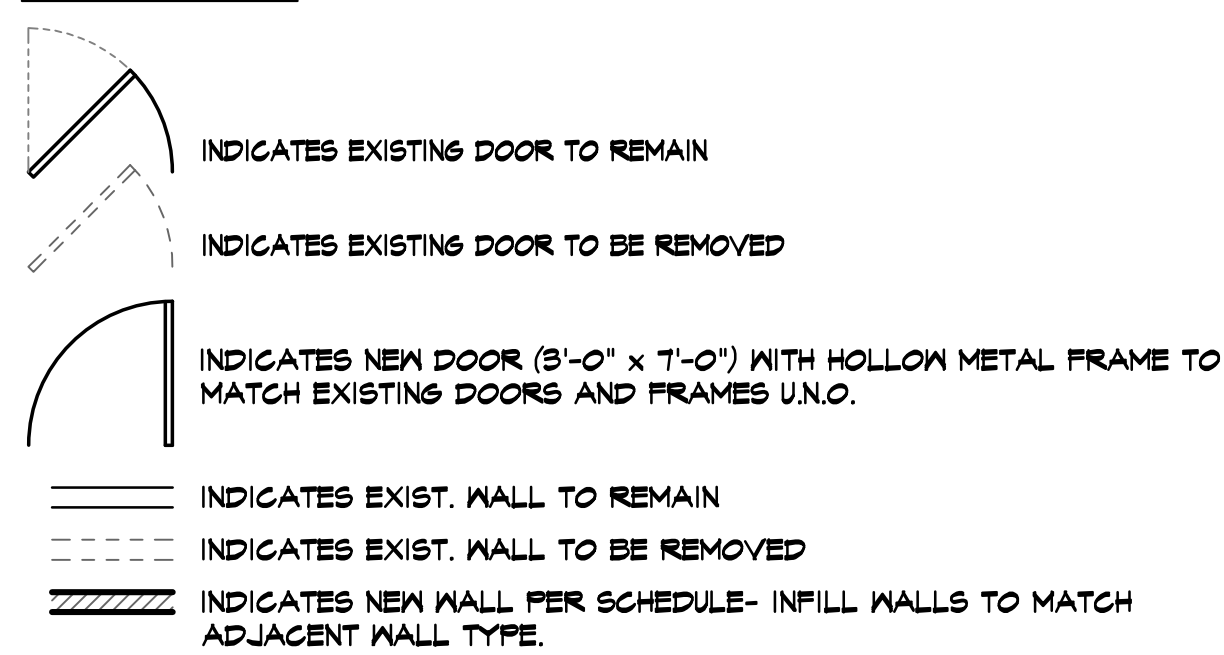 INDICATES EXISTING DOOR TO REMAIN
INDICATES EXISTING DOOR TO BE REMOVED
INDICATES NEW DOOR (3'-0" x 7'-0") WITH HOLLOW METAL FRAME TO
MATCH EXISTING DOORS AND FRAMES U.N.O.
INDICATES EXIST. WALL TO REMAIN
INDICATES EXIST. WALL TO BE REMOVED
INDICATES NEW WALL PER SCHEDULE- INFILL WALLS TO MATCH
ADJACENT WALL TYPE.